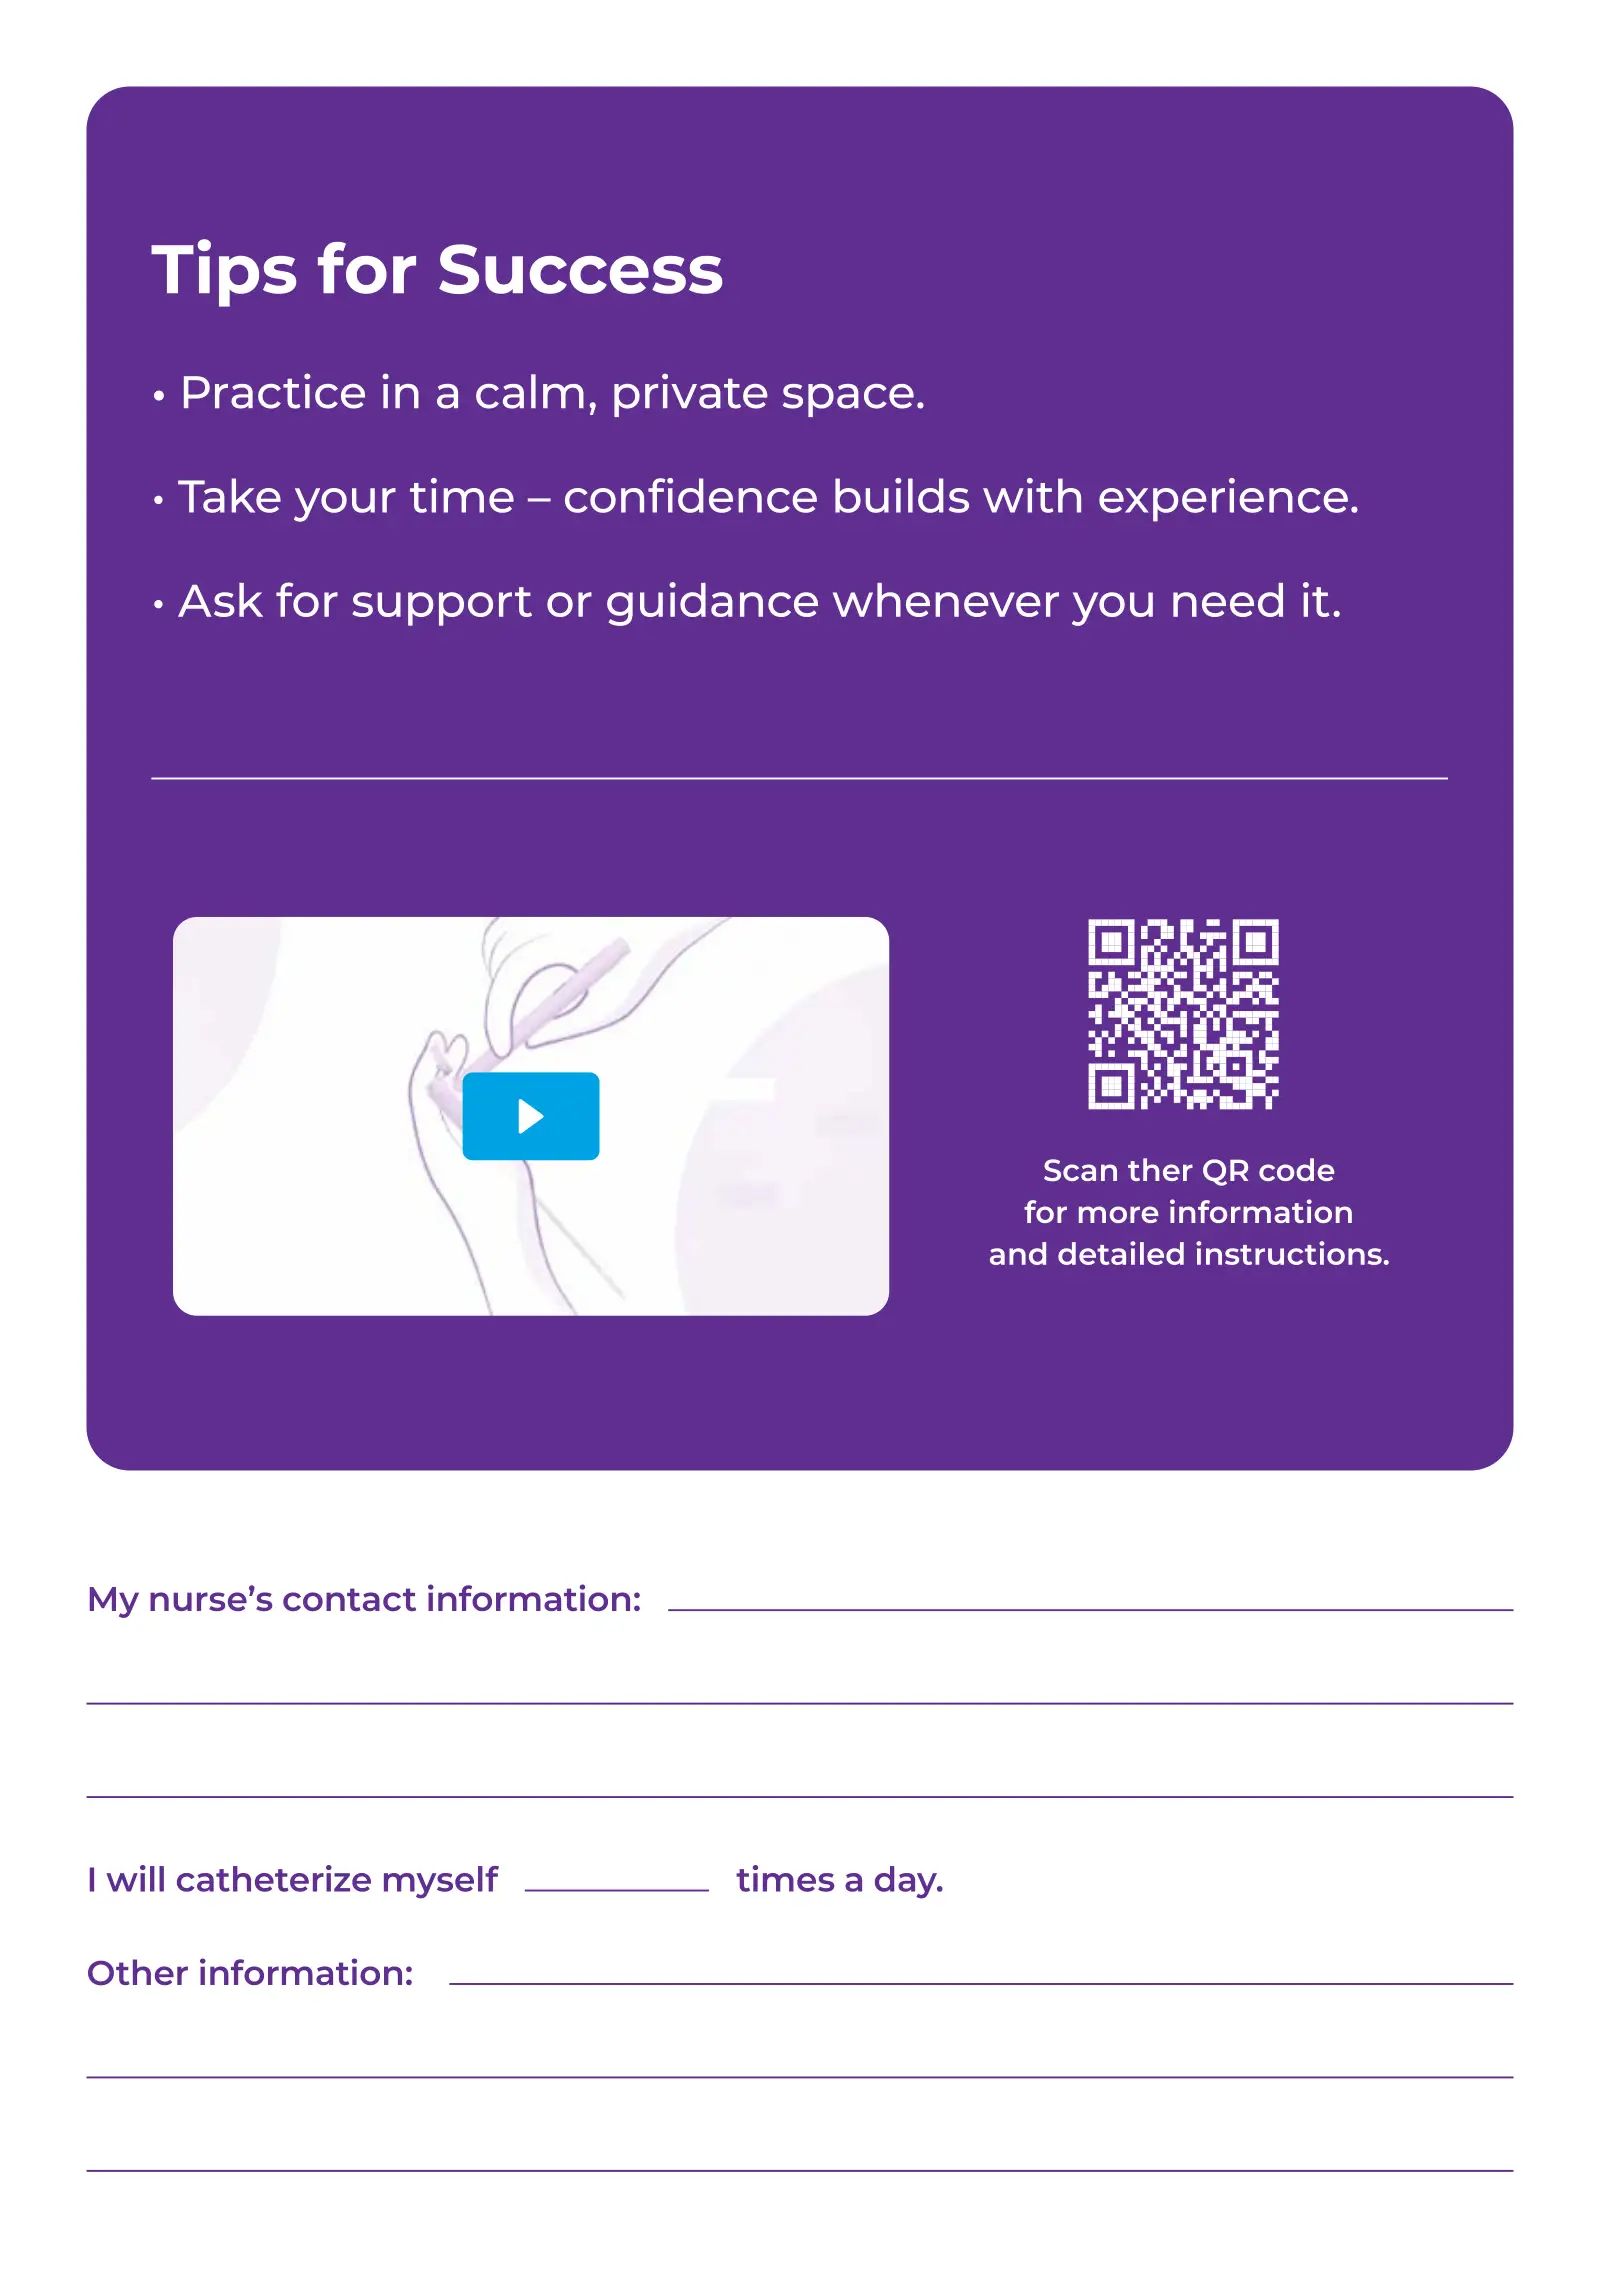 Tips for Success
• Practice in a calm, private space.
• Take your time – confidence builds with experience.
• Ask for support or guidance whenever you need it.
Scan ther QR code
for more information
and detailed instructions.
My nurse’s contact information:
I will catheterize myself times a day.
Other information: